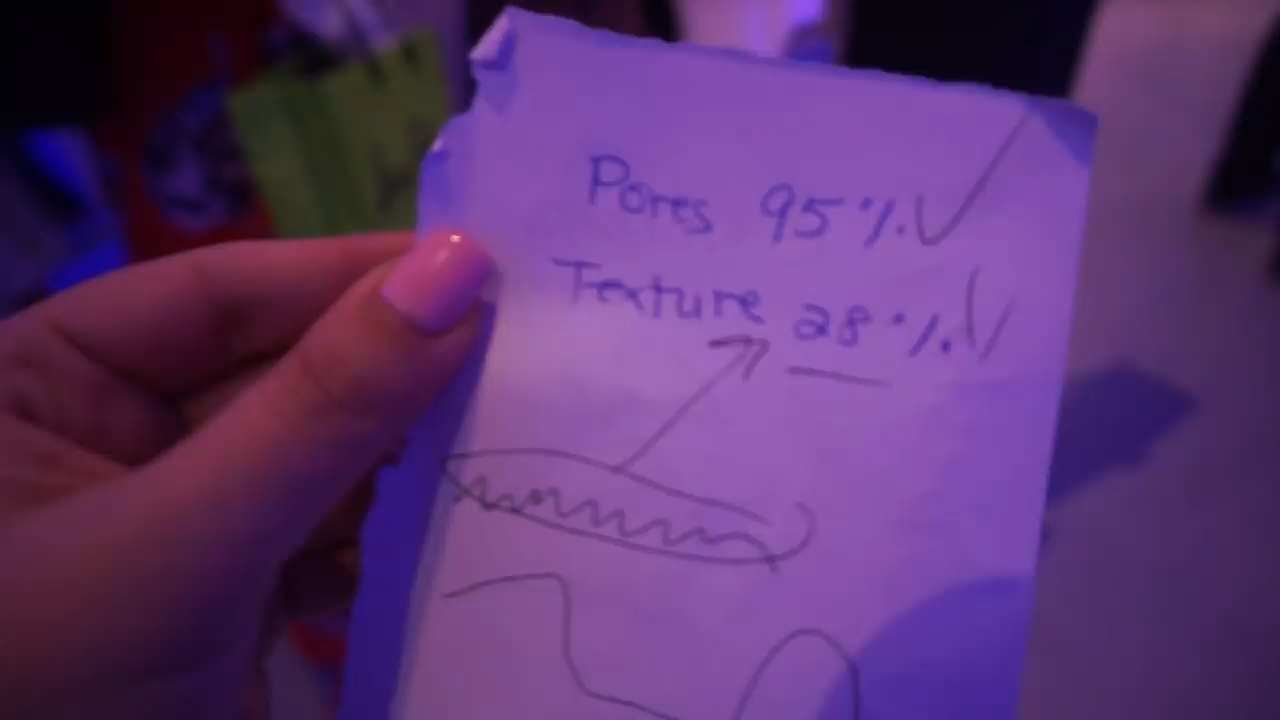 Pores 95%. ✓
Texture 28%. ✓